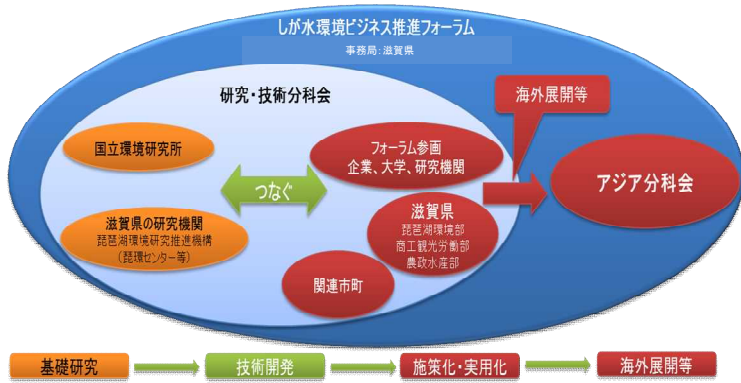 しが水環境ビジネス推進フォーラム
事務局：滋賀県
研究・技術分科会
海外展開等
国立環境研究所
フォーラム参画
企業、大学、研究機関
つなぐ
アジア分科会
滋賀県の研究機関
琵琶湖環境研究推進機構
（琵環センター等）
滋賀県
琵琶湖環境部
商工観光労働部
農政水産部
関連市町
基礎研究
技術開発
施策化・実用化
海外展開等